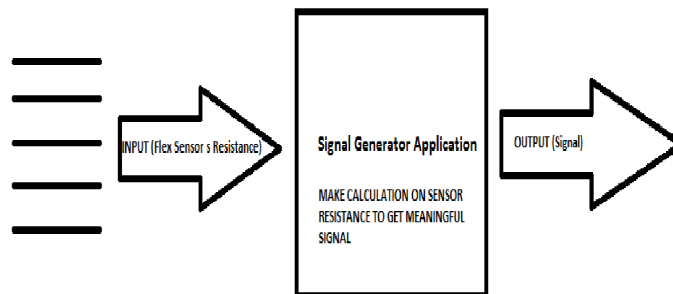 INPUT (Flex Sensor s Resistance)
Signal Generator Application
MAKE CALCULATION ON SENSOR
RESISTANCE TO GET MEANINGFUL
SIGNAL
OUTPUT (Signal)